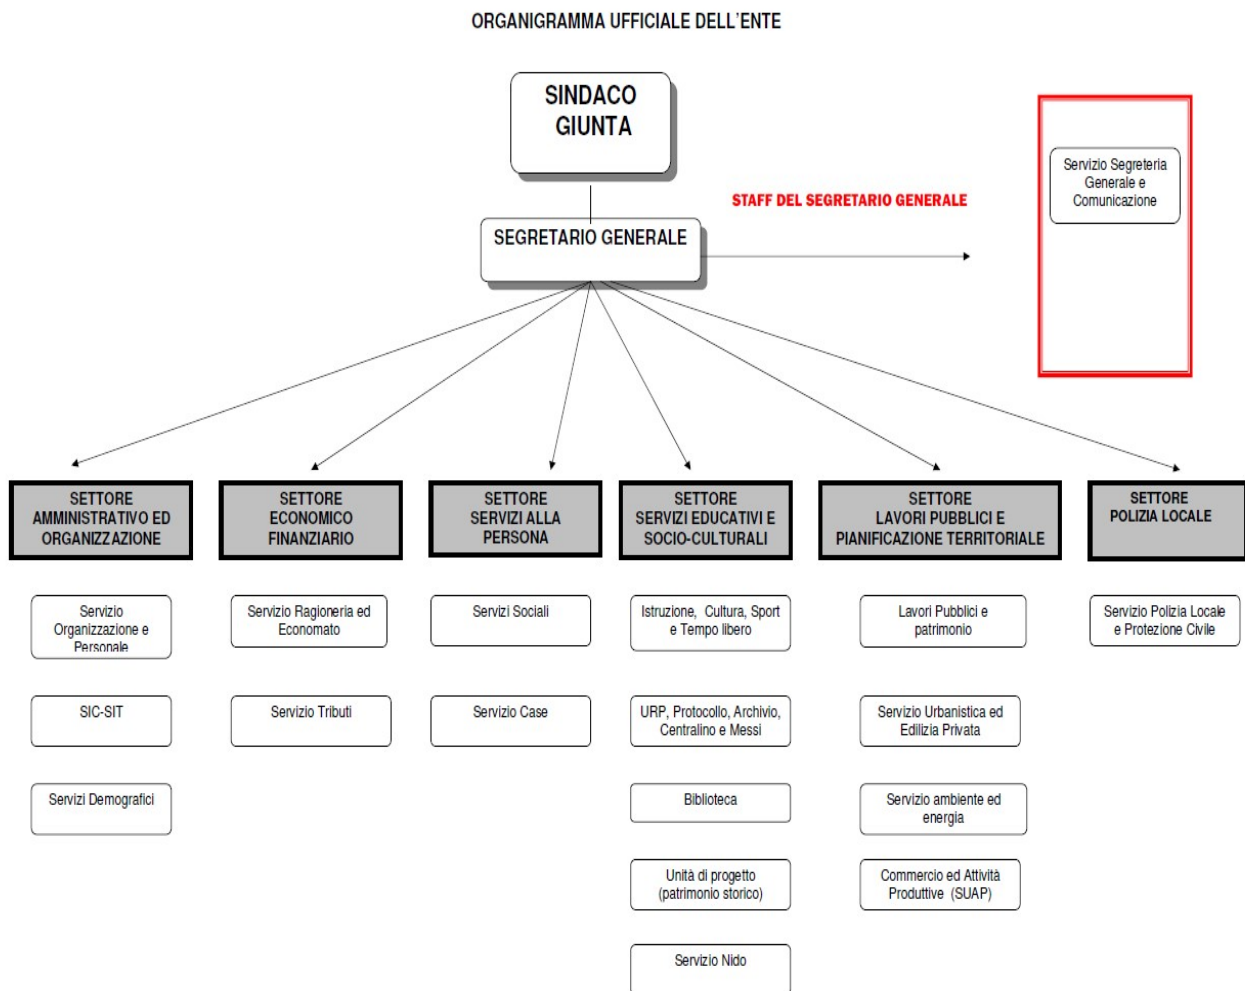 ORGANIGRAMMA UFFICIALE DELL'ENTE
SINDACO
GIUNTA
STAFF DEL SEGRETARIO GENERALE
Servizio Segreteria
Generale e
Comunicazione
SEGRETARIO GENERALE
SETTORE
AMMINISTRATIVO ED
ORGANIZZAZIONE
SETTORE
ECONOMICO
FINANZIARIO
SETTORE
SERVIZI ALLA
PERSONA
SETTORE
SERVIZI EDUCATIVI E
SOCIO-CULTURALI
SETTORE
LAVORI PUBBLICI E
PIANIFICAZIONE TERRITORIALE
SETTORE
POLIZIA LOCALE
Servizio
Organizzazione e
Personale
Servizio Ragioneria ed
Economato
Servizi Sociali
Istruzione, Cultura, Sport
e Tempo libero
Lavori Pubblici e
patrimonio
Servizio Polizia Locale
e Protezione Civile
SIC-SIT
Servizio Tributi
Servizio Case
URP, Protocollo, Archivio,
Centralino e Messi
Servizio Urbanistica ed
Edilizia Privata
Servizi Demografici
Biblioteca
Servizio ambiente ed
energia
Unità di progetto
(patrimonio storico)
Commercio ed Attività
Produttive (SUAP)
Servizio Nido